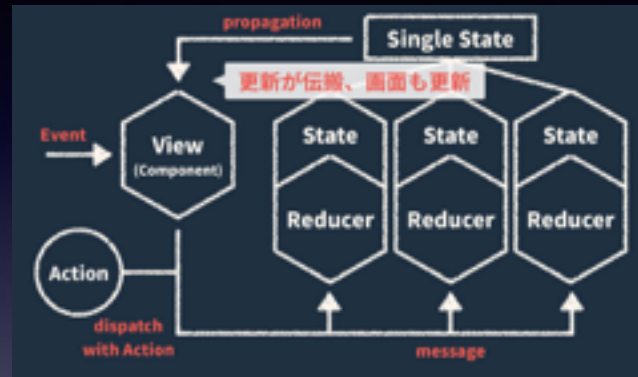 propagation
Single State
更新が伝搬、画面も更新
Event
View
(Component)
State
State
State
Reducer
Reducer
Reducer
Action
dispatch
with Action
message